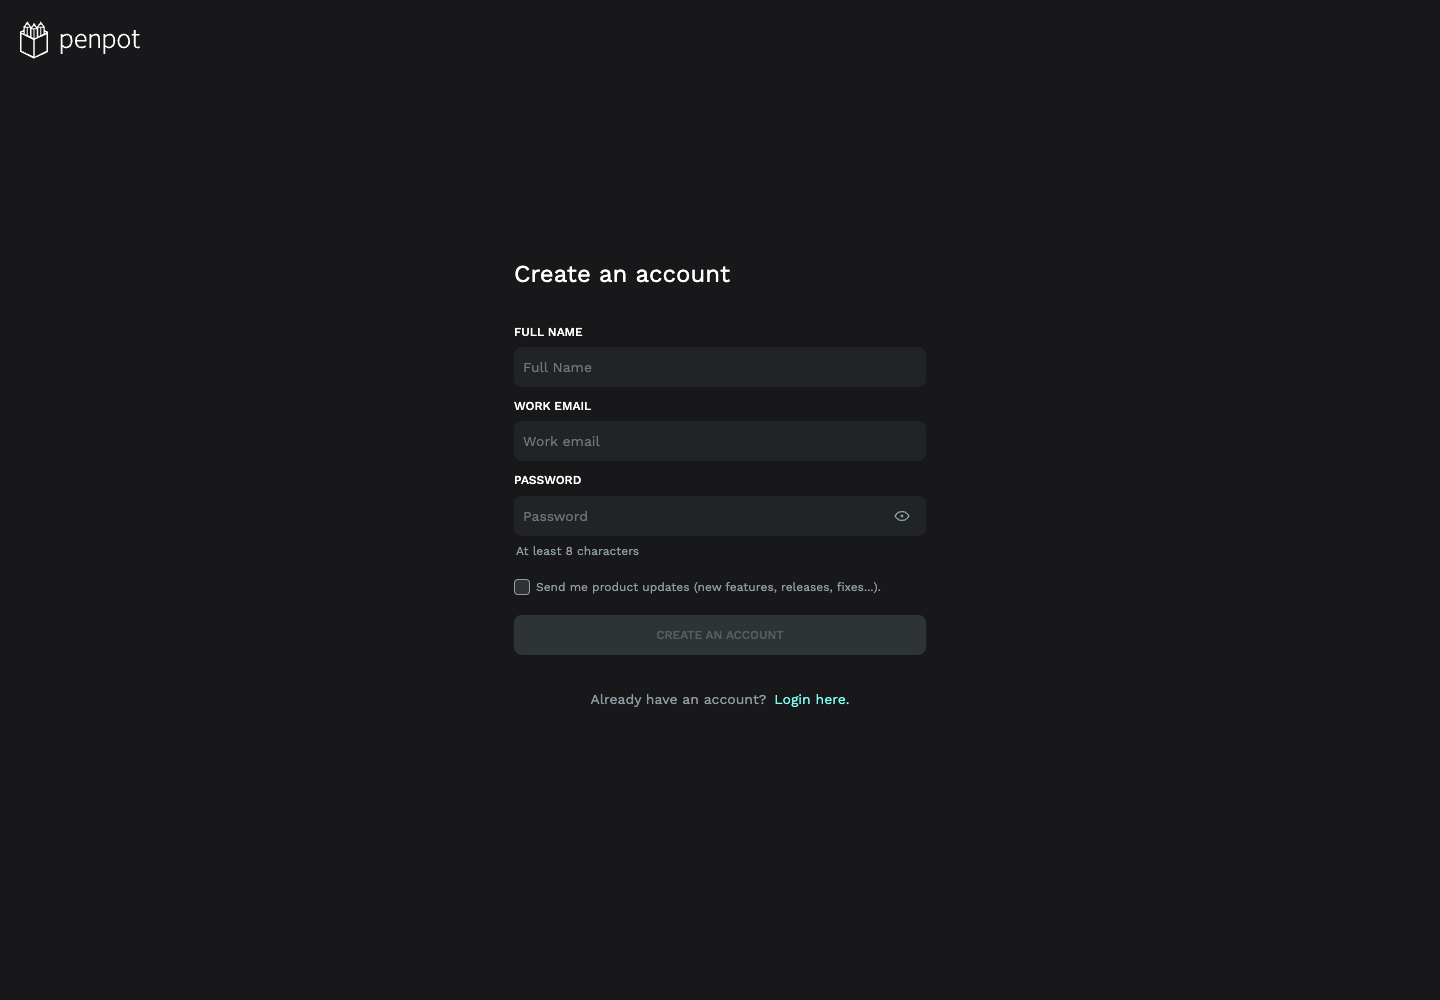 penpot
Create an account
FULL NAME
Full Name
WORK EMAIL
Work email
PASSWORD
Password
At least 8 characters
Send me product updates (new features, releases, fixes...).
CREATE AN ACCOUNT
Already have an account? Login here.